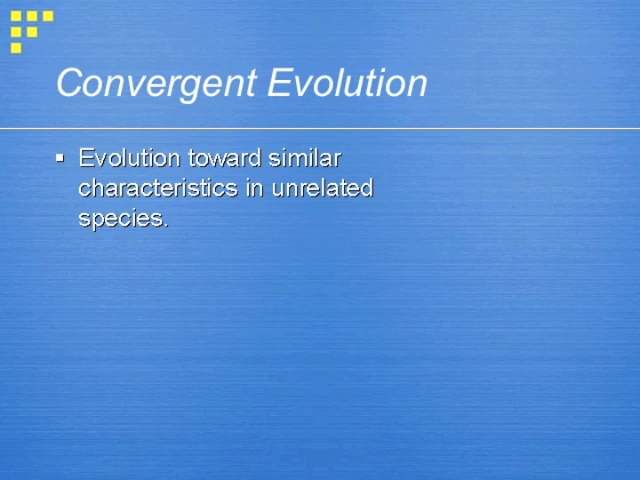 Convergent Evolution
▪ Evolution toward similar
characteristics in unrelated
species.